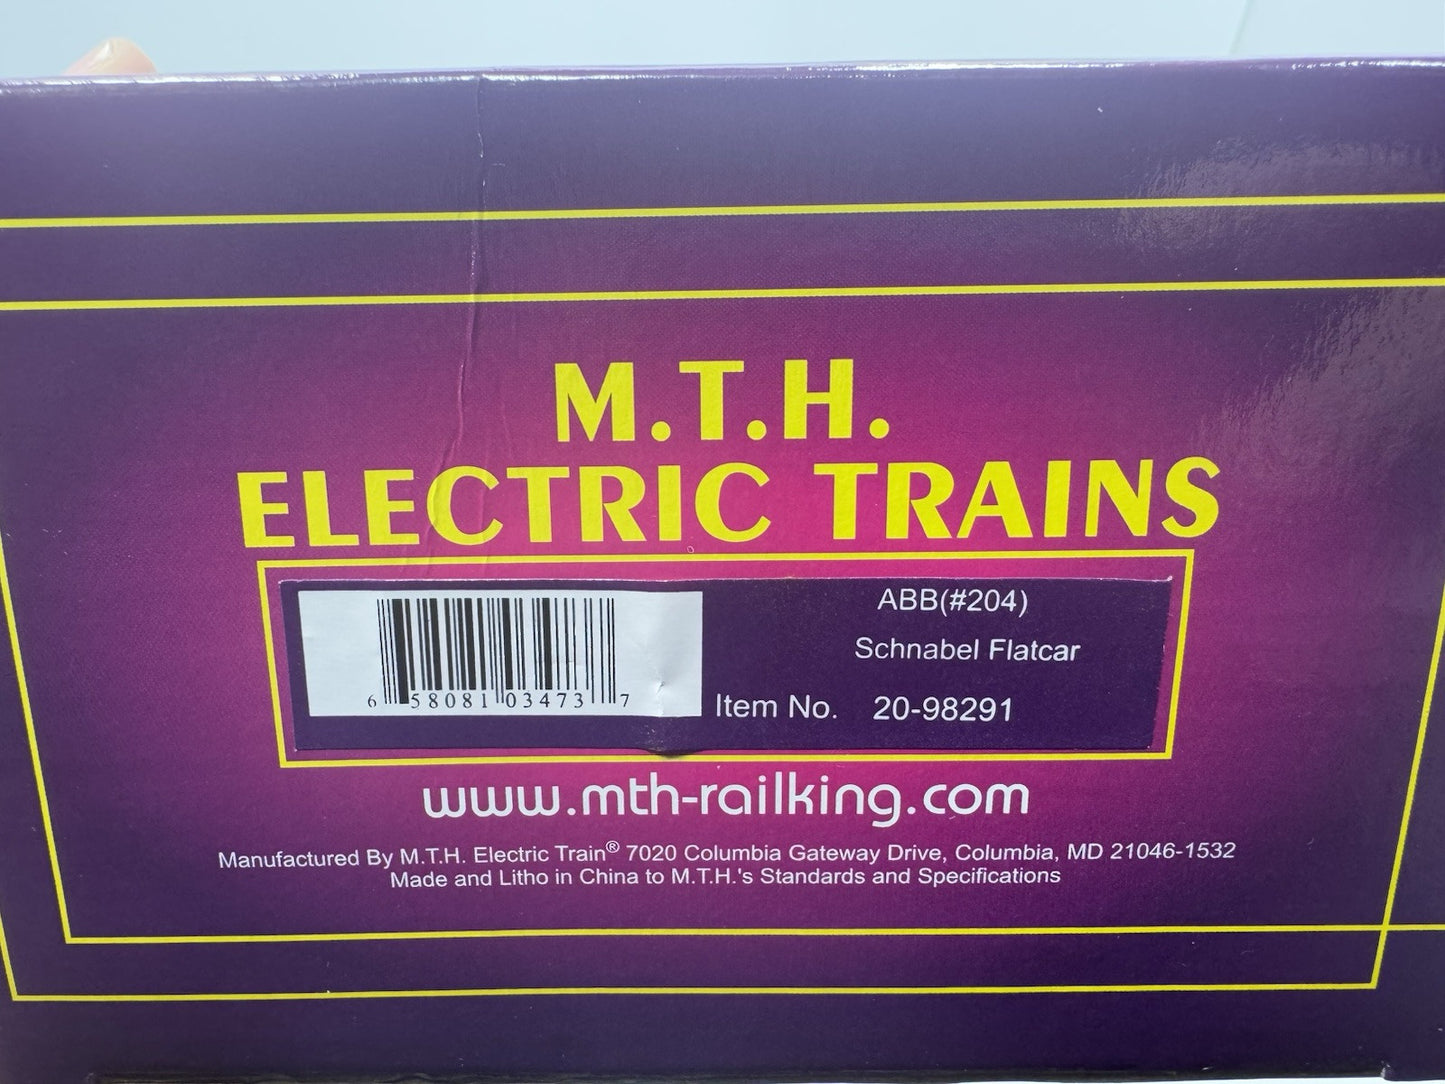 M.T.H.
ELECTRIC TRAINS
ABB(#204)
Schnabel Flatcar
6 58081 03473 7
Item No. 20-98291
www.mth-railking.com
Manufactured By M.T.H. Electric Train® 7020 Columbia Gateway Drive, Columbia, MD 21046-1532
Made and Litho in China to M.T.H.'s Standards and Specifications